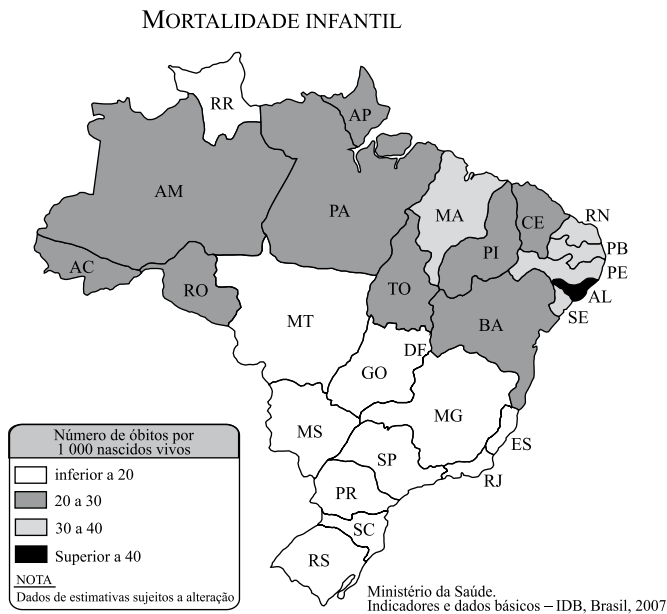 MORTALIDADE INFANTIL
RR
AP
AM
PA
MA
CE
RN
PB
PE
AL
SE
PI
AC
RO
TO
BA
MT
DF
GO
MG
ES
MS
SP
RJ
PR
SC
RS
Número de óbitos por
1 000 nascidos vivos
inferior a 20
20 a 30
30 a 40
Superior a 40
NOTA
Dados de estimativas sujeitos a alteração
Ministério da Saúde.
Indicadores e dados básicos – IDB, Brasil, 2007